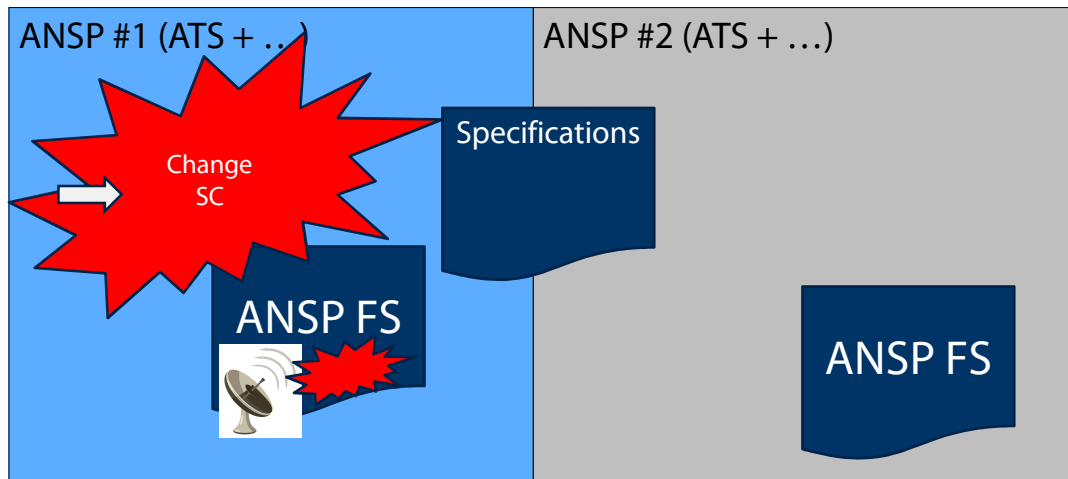 ANSP #1 (ATS + …)
ANSP #2 (ATS + …)
Specifications
Change
SC
ANSP FS
ANSP FS